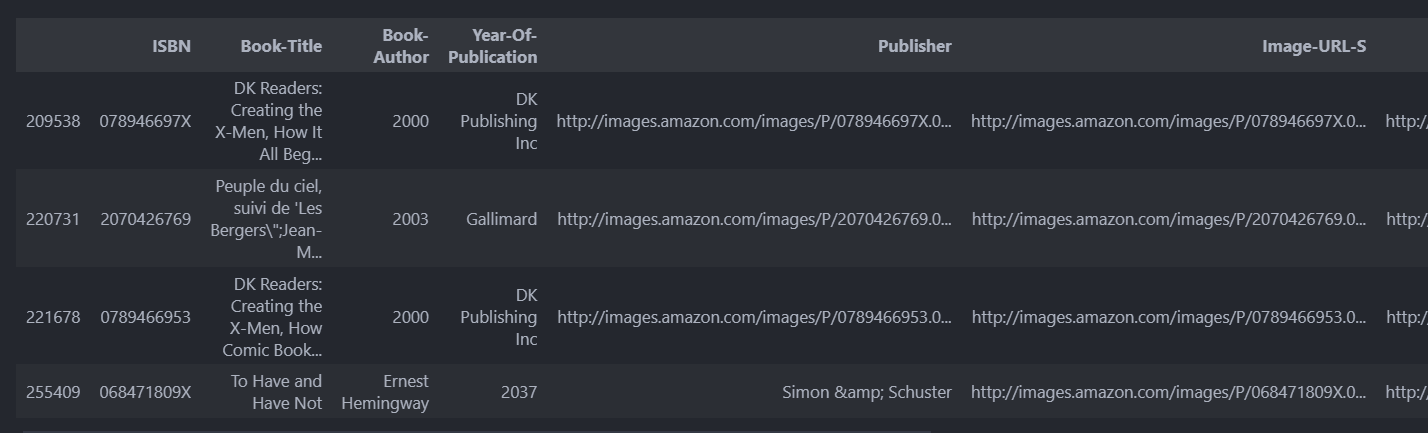 ISBN Book-Title Book-Author Year-Of-Publication Publisher Image-URL-S
209538 078946697X DK Readers: Creating the X-Men, How It All Beg... 2000 DK Publishing Inc http://images.amazon.com/images/P/078946697X.0... http://images.amazon.com/images/P/078946697X.0... http:/
220731 2070426769 Peuple du ciel, suivi de 'Les Bergers\";Jean-M... 2003 Gallimard http://images.amazon.com/images/P/2070426769.0... http://images.amazon.com/images/P/2070426769.0... http:/
221678 0789466953 DK Readers: Creating the X-Men, How Comic Book... 2000 DK Publishing Inc http://images.amazon.com/images/P/0789466953.0... http://images.amazon.com/images/P/0789466953.0... http:/
255409 068471809X To Have and Have Not Ernest Hemingway 2037 Simon &amp; Schuster http://images.amazon.com/images/P/068471809X.0... http:/